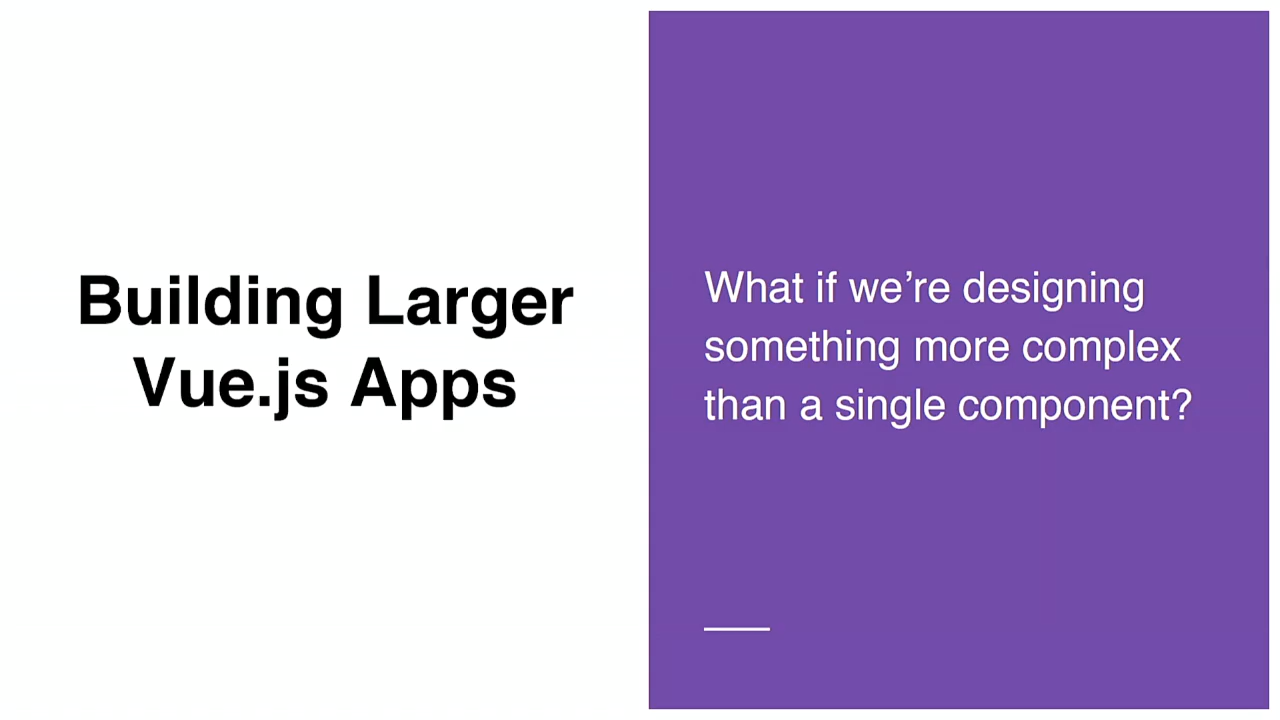 Building Larger
Vue.js Apps
What if we’re designing
something more complex
than a single component?